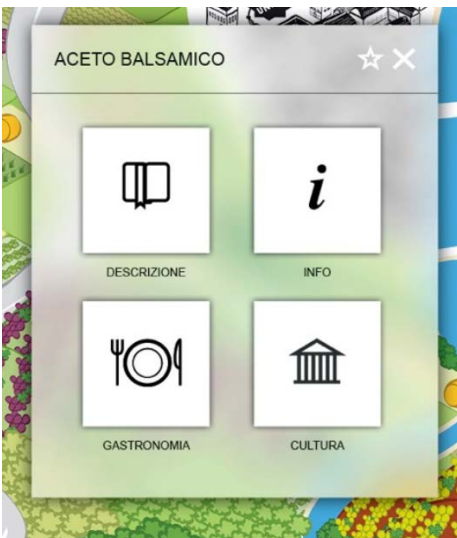 ACETO BALSAMICO
DESCRIZIONE
INFO
GASTRONOMIA
CULTURA